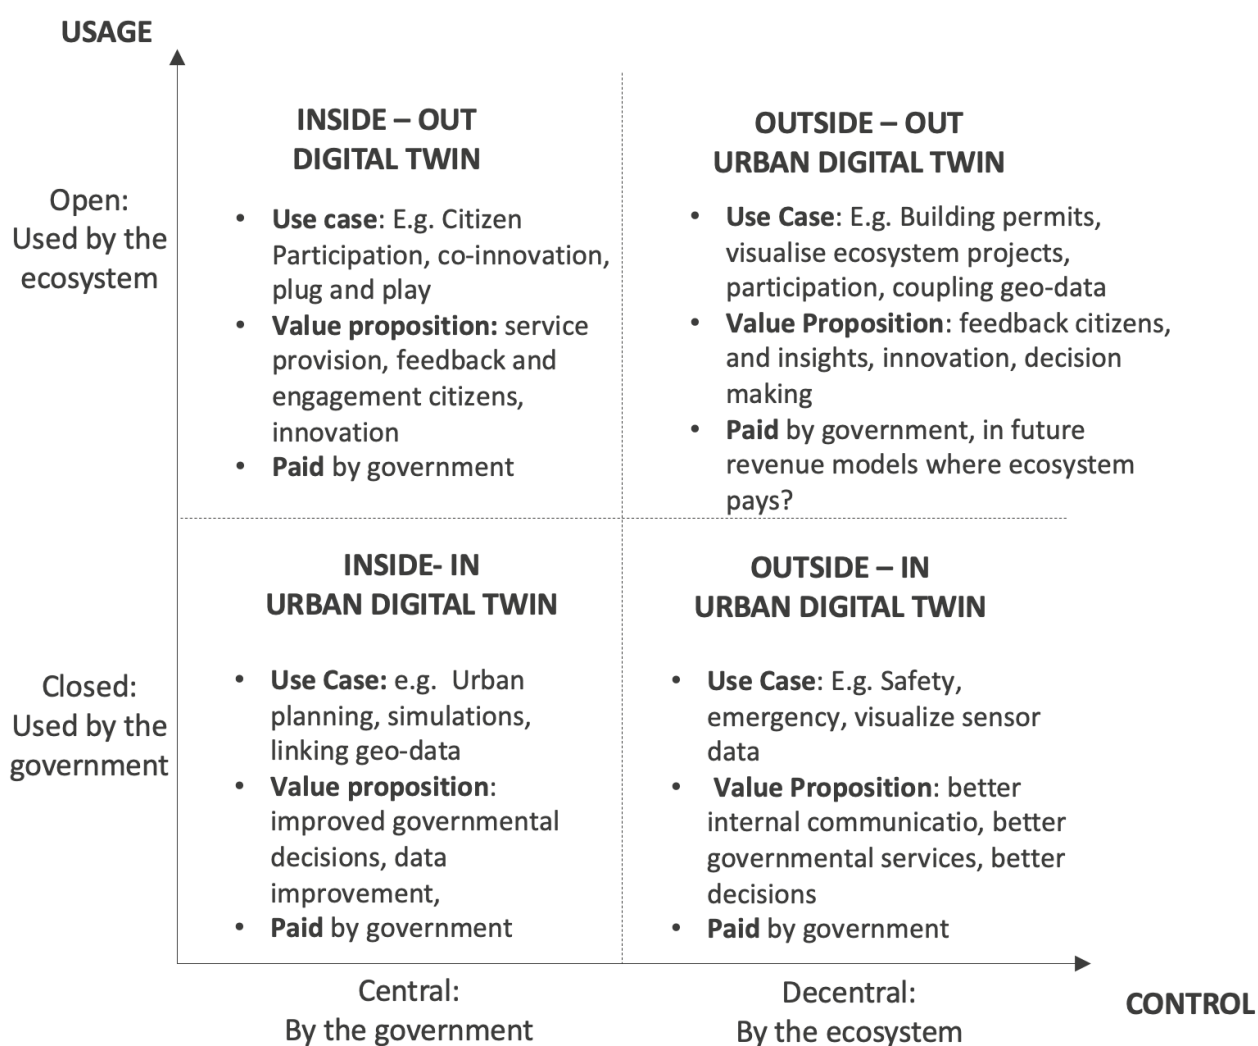 USAGE
INSIDE – OUT
DIGITAL TWIN
• Use case: E.g. Citizen
Participation, co-innovation,
plug and play
• Value proposition: service
provision, feedback and
engagement citizens,
innovation
• Paid by government
OUTSIDE – OUT
URBAN DIGITAL TWIN
• Use Case: E.g. Building permits,
visualise ecosystem projects,
participation, coupling geo-data
• Value Proposition: feedback citizens,
and insights, innovation, decision
making
• Paid by government, in future
revenue models where ecosystem
pays?
Open:
Used by the
ecosystem
INSIDE- IN
URBAN DIGITAL TWIN
• Use Case: e.g. Urban
planning, simulations,
linking geo-data
• Value proposition:
improved governmental
decisions, data
improvement,
• Paid by government
OUTSIDE – IN
URBAN DIGITAL TWIN
• Use Case: E.g. Safety,
emergency, visualize sensor
data
• Value Proposition: better
internal communicatio, better
governmental services, better
decisions
• Paid by government
Closed:
Used by the
government
Central:
By the government
Decentral:
By the ecosystem
CONTROL